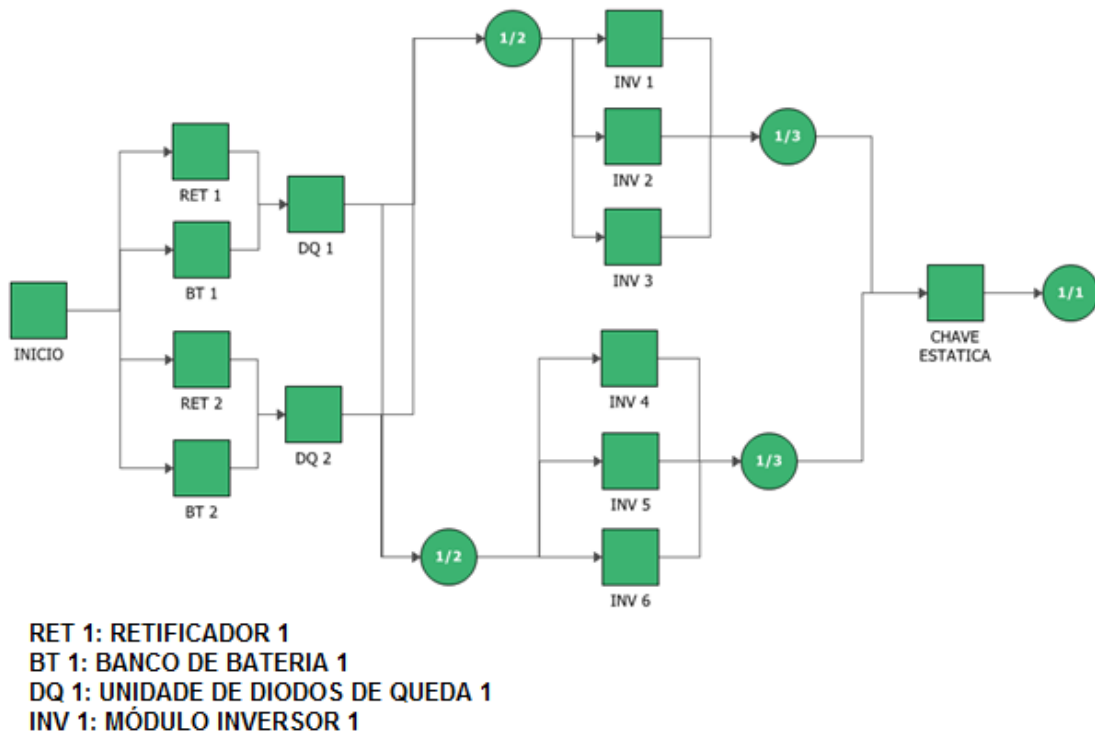 1/2
INV 1
INV 2
1/3
INV 3
RET 1
DQ 1
BT 1
INICIO
RET 2
DQ 2
BT 2
1/1
CHAVE
ESTATICA
INV 4
INV 5
1/3
1/2
INV 6
RET 1: RETIFICADOR 1
BT 1: BANCO DE BATERIA 1
DQ 1: UNIDADE DE DIODOS DE QUEDA 1
INV 1: MÓDULO INVERSOR 1